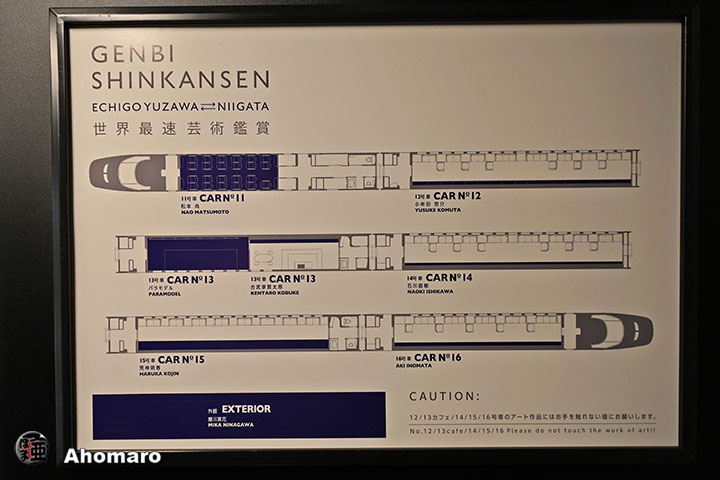 GENBI
SHINKANSEN
ECHIGO YUZAWA⇄NIIGATA
世界最速芸術鑑賞
11号車 CAR Nº11
松本 尚
NAO MATSUMOTO
12号車 CAR Nº12
小牟田 悠介
YUSUKE KOMUTA
13号車 CAR Nº13
パラモデル
PARAMODEL
13号車 CAR Nº13
古武家賢太郎
KENTARO KOBUKE
14号車 CAR Nº14
石川直樹
NAOKI ISHIKAWA
15号車 CAR Nº15
荒神明香
HARUKA KOJIN
16号車 CAR Nº16
AKI INOMATA
外観 EXTERIOR
蜷川実花
MIKA NINAGAWA
CAUTION:
12/13カフェ/14/15/16号車のアート作品にはお手を触れない様にお願いします。
No.12/13cafe/14/15/16 Please do not touch the work of art!!
Ahomaro